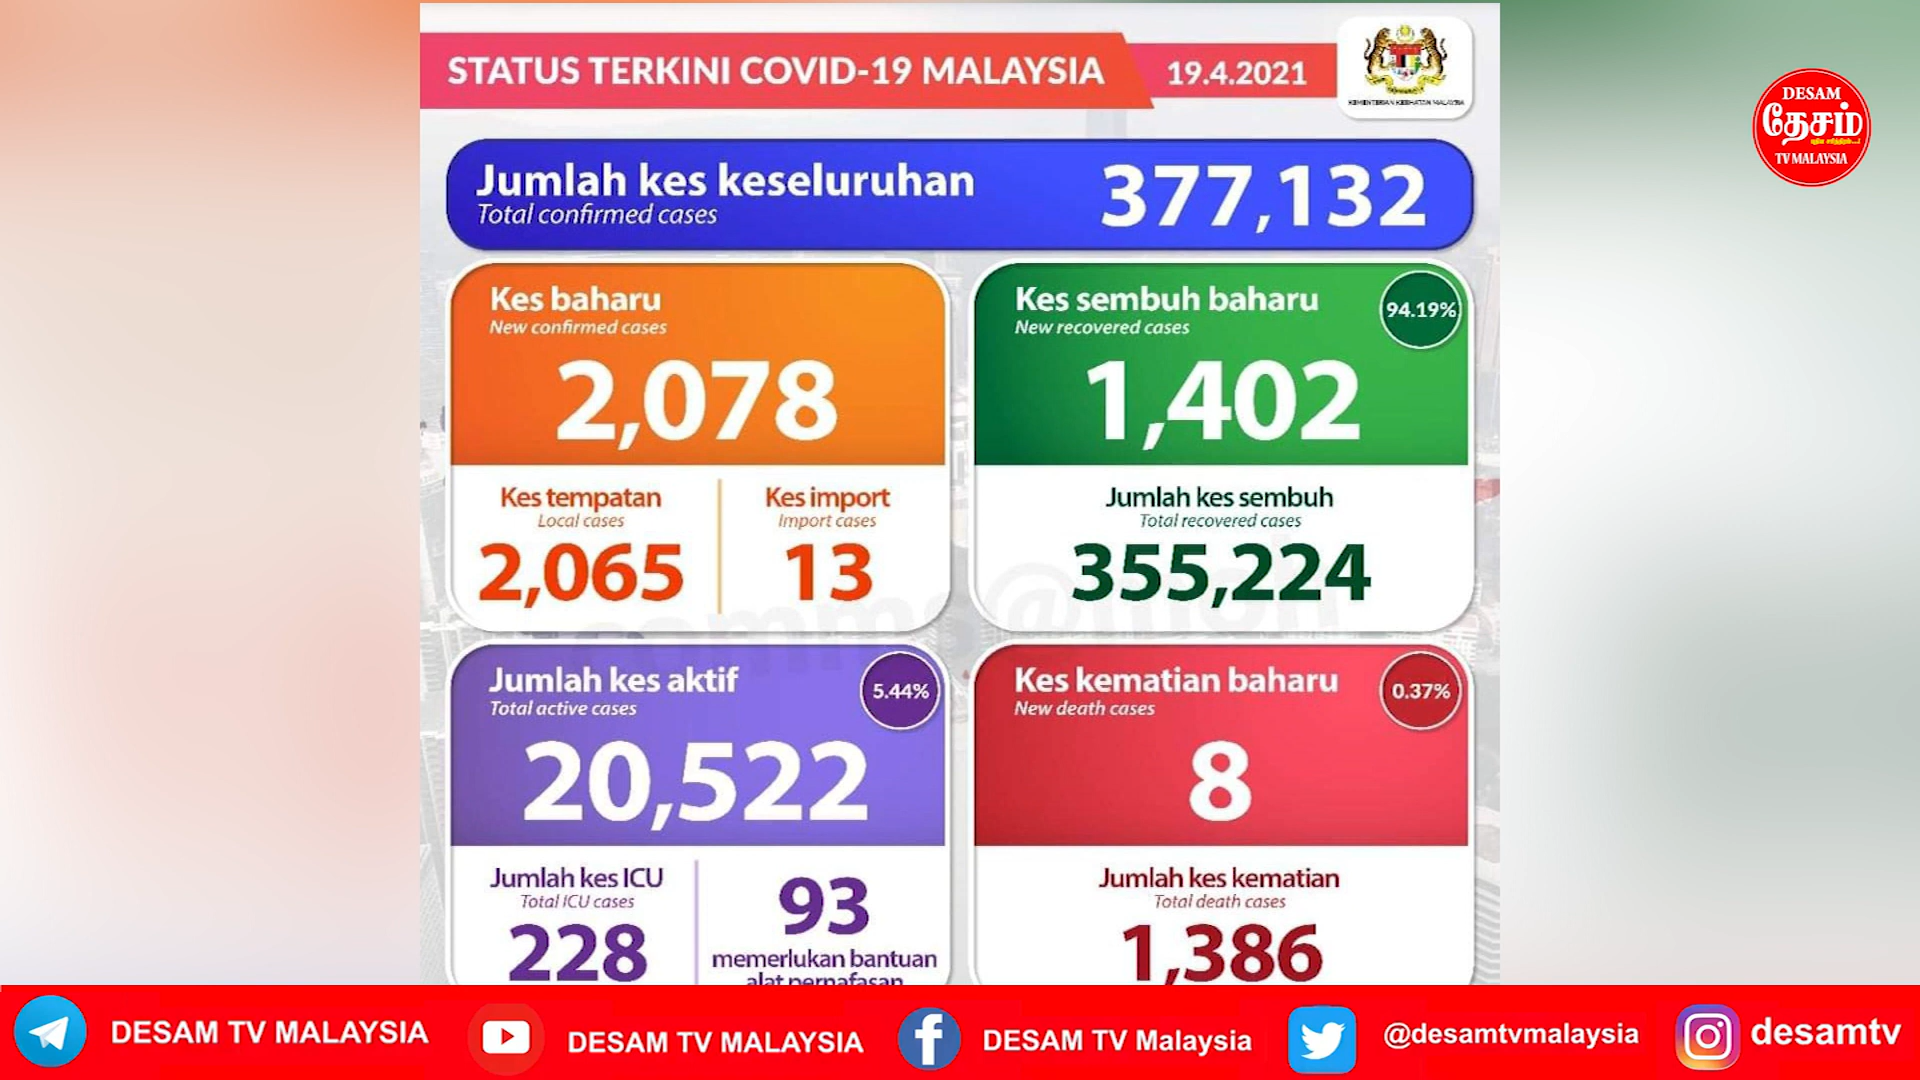 STATUS TERKINI COVID-19 MALAYSIA
19.4.2021
KEMENTERIAN KESIHATAN MALAYSIA
DESAM
தேசம்
TV MALAYSIA
Jumlah kes keseluruhan
Total confirmed cases
377,132
Kes baharu
New confirmed cases
2,078
Kes tempatan
Local cases
2,065
Kes import
Import cases
13
Kes sembuh baharu
New recovered cases
94.19%
1,402
Jumlah kes sembuh
Total recovered cases
355,224
Jumlah kes aktif
Total active cases
5.44%
20,522
Jumlah kes ICU
Total ICU cases
228
93
memerlukan bantuan
alat pernafasan
Kes kematian baharu
New death cases
0.37%
8
Jumlah kes kematian
Total death cases
1,386
DESAM TV MALAYSIA
DESAM TV MALAYSIA
DESAM TV Malaysia
@desamtvmalaysia
desamtv